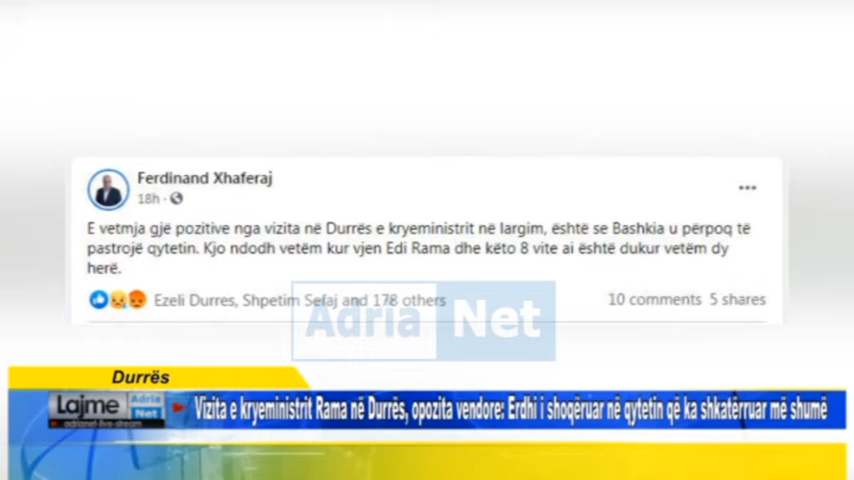 Ferdinand Xhaferaj
18h ·
E vetmja gjë pozitive nga vizita në Durrës e kryeministrit në largim, është se Bashkia u përpoq të
pastrojë qytetin. Kjo ndodh vetëm kur vjen Edi Rama dhe këto 8 vite ai është dukur vetëm dy
herë.
Ezeli Durres, Shpetim Sefaj and 178 others
10 comments 5 shares
Adria Net
Durrës
Lajme Adria Net
adrianet-live-stream
Vizita e kryeministrit Rama në Durrës, opozita vendore: Erdhi i shoqëruar në qytetin që ka shkatërruar më shumë